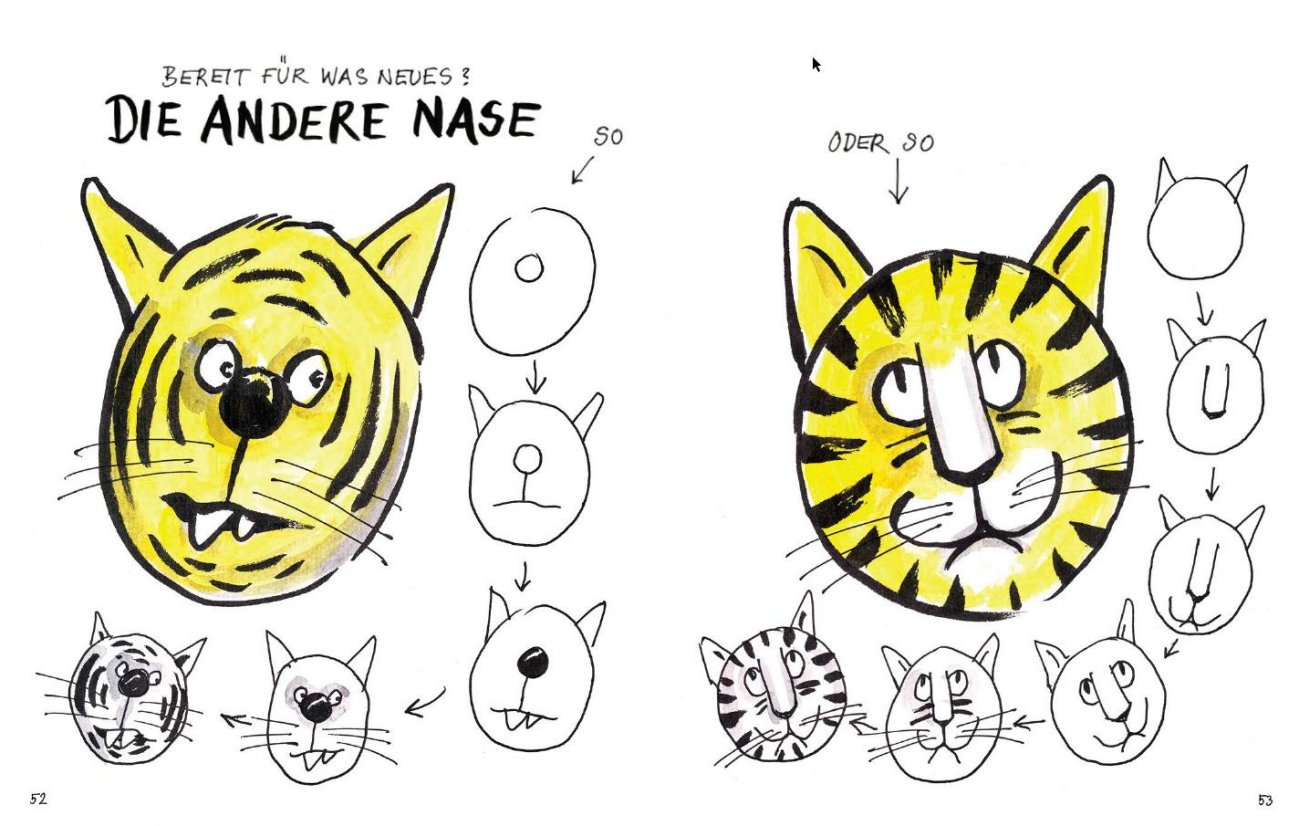 BEREIT FÜR WAS NEUES?
DIE ANDERE NASE
SO
ODER SO
52
53